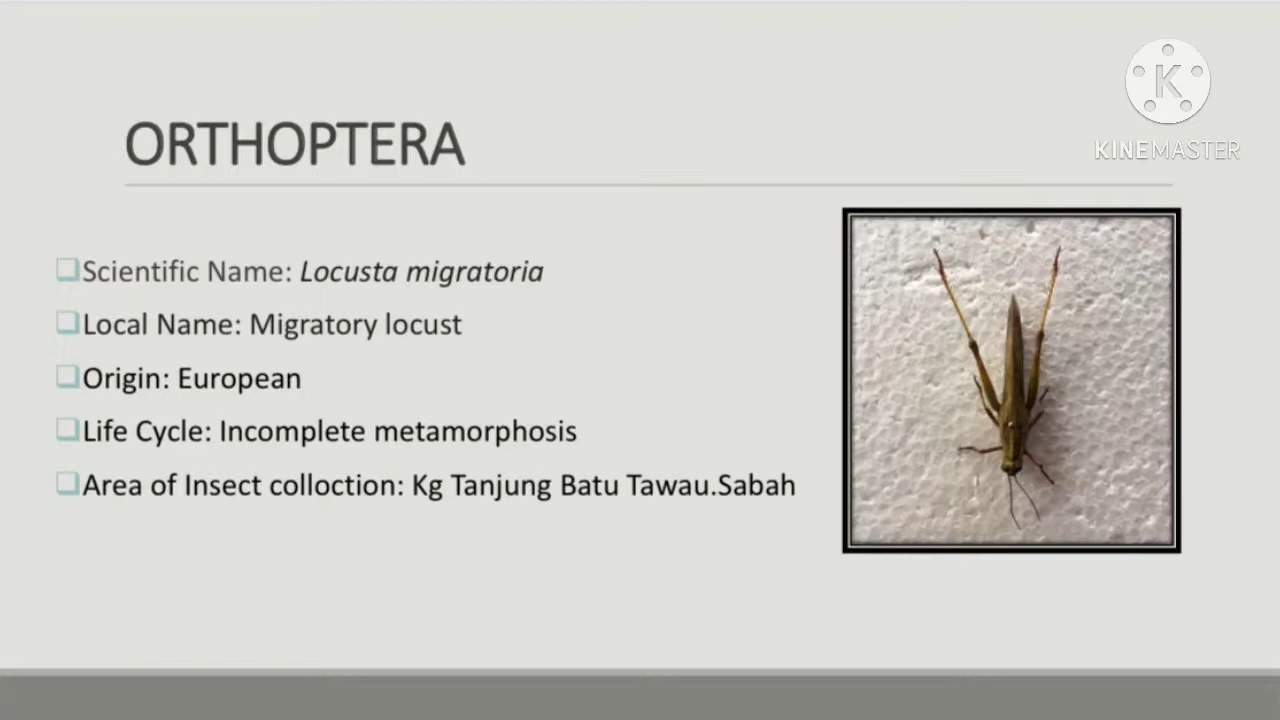 K
KINEMASTER
ORTHOPTERA
Scientific Name: Locusta migratoria
Local Name: Migratory locust
Origin: European
Life Cycle: Incomplete metamorphosis
Area of Insect colloction: Kg Tanjung Batu Tawau.Sabah